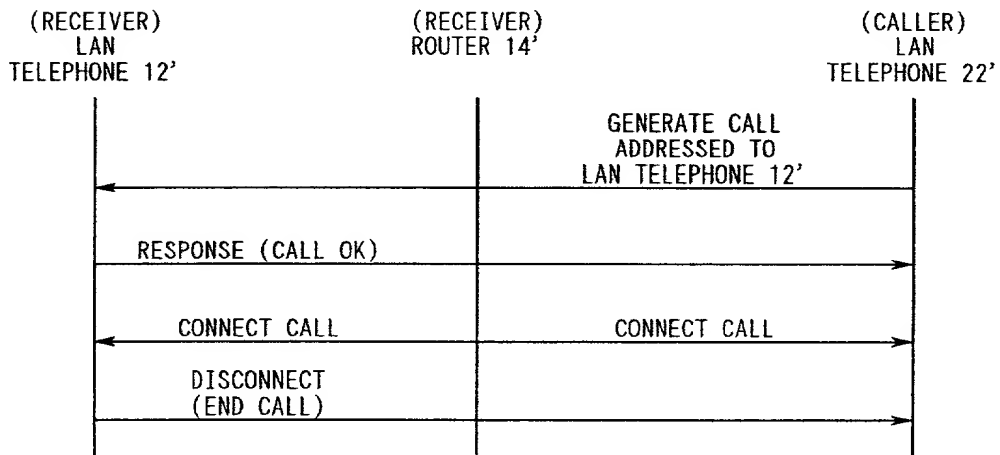 (RECEIVER)
LAN
TELEPHONE 12'
(RECEIVER)
ROUTER 14'
(CALLER)
LAN
TELEPHONE 22'
GENERATE CALL
ADDRESSED TO
LAN TELEPHONE 12'
RESPONSE (CALL OK)
CONNECT CALL
CONNECT CALL
DISCONNECT
(END CALL)